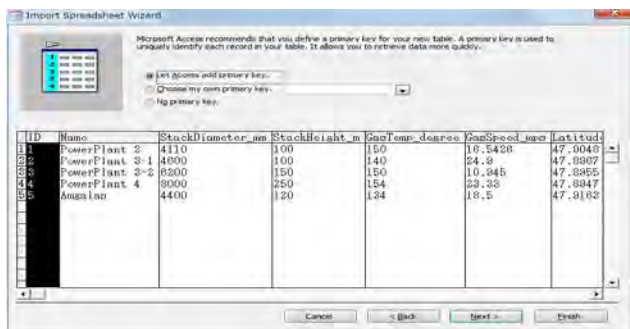 Import Spreadsheet Wizard
Microsoft Access recommends that you define a primary key for your new table. A primary key is used to
uniquely identify each record in your table. It allows you to retrieve data more quickly.
Let Access add primary key.
Choose my own primary key.
No primary key.
ID Name StackDiameter_mm StackHeight_m GasTemp_degree GasSpeed_mps Latitude
1 1 PowerPlant 2 4110 100 150 16.5426 47.9048
2 2 PowerPlant 3-1 4600 100 140 24.9 47.8967
3 3 PowerPlant 3-2 6200 150 150 10.945 47.8955
4 4 PowerPlant 4 8000 250 154 23.33 47.8947
5 5 Amgalan 4400 120 134 18.5 47.9163
Cancel < Back Next > Finish